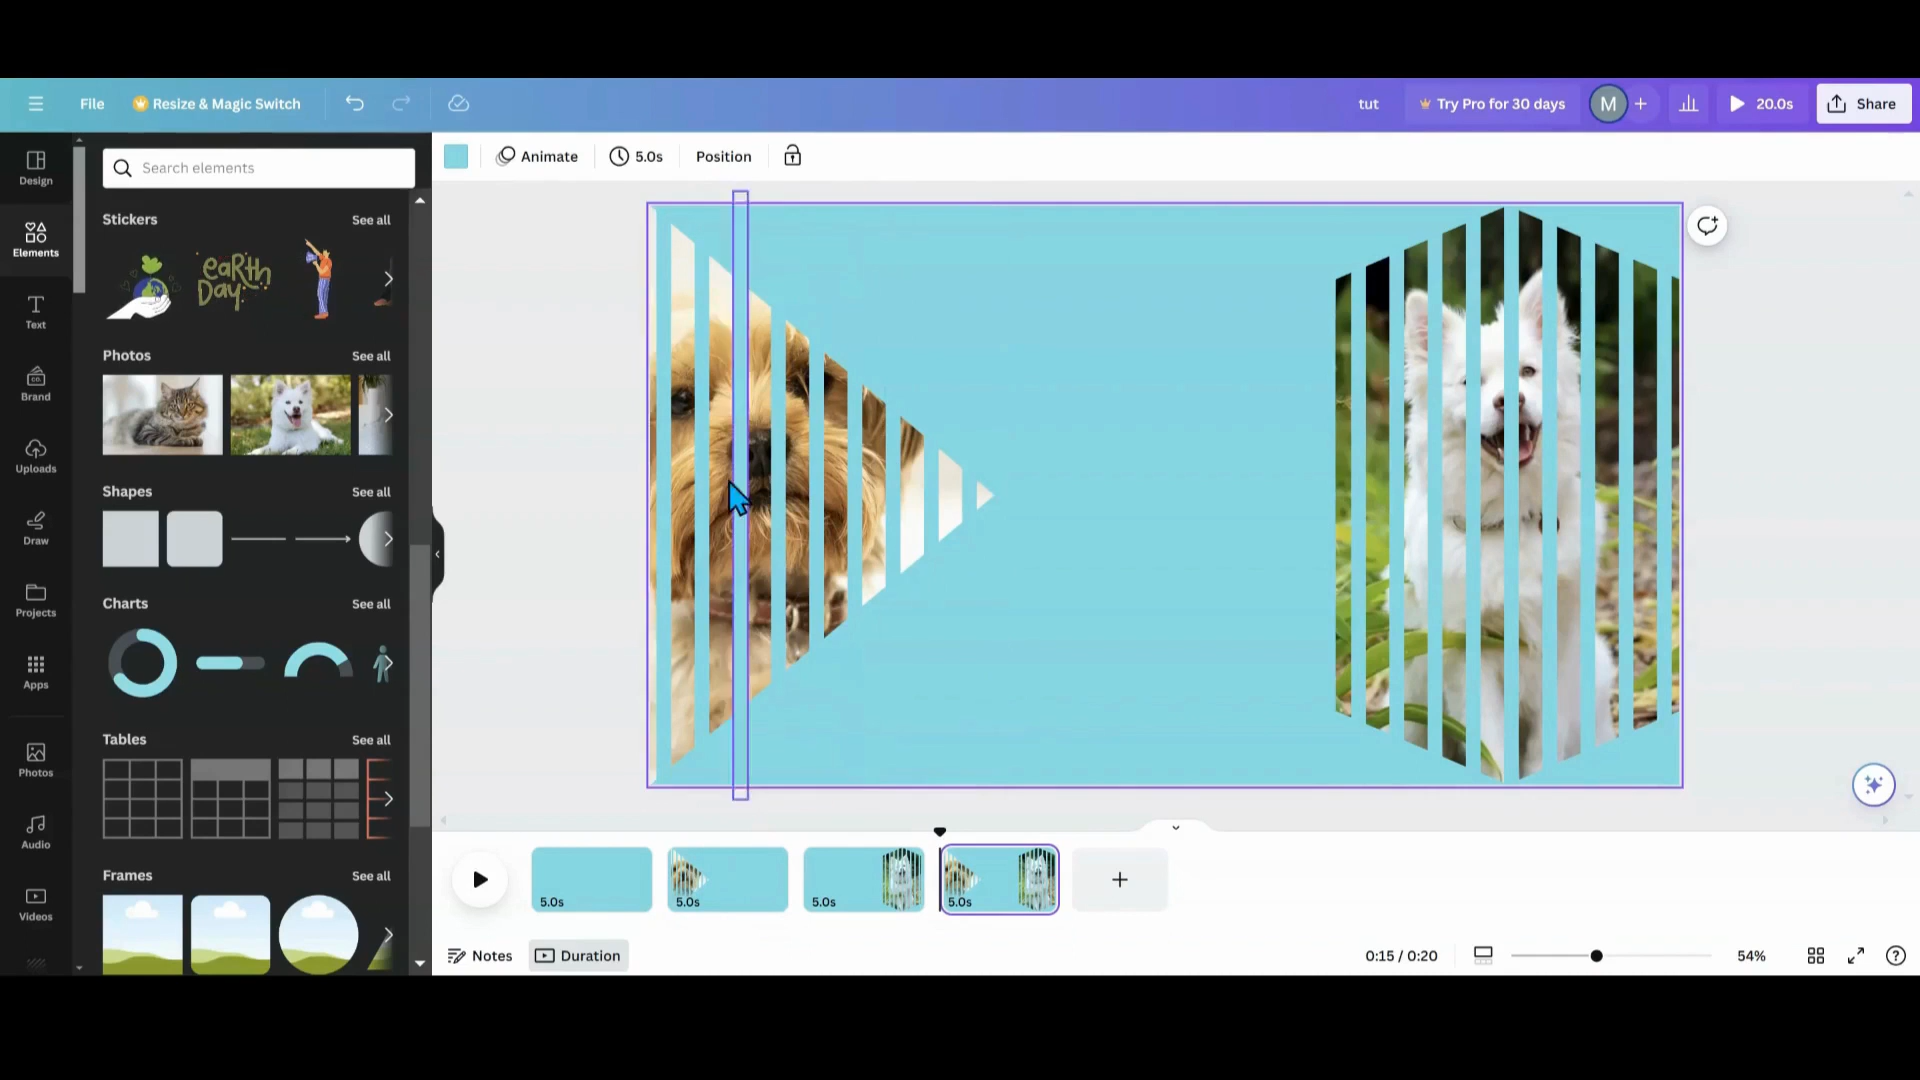 File
Resize & Magic Switch
tut
Try Pro for 30 days
M
20.0s
Share
Design
Elements
Text
Brand
Uploads
Draw
Projects
Apps
Photos
Audio
Videos
Search elements
Stickers
See all
eaRth
Day
Photos
See all
Shapes
See all
Charts
See all
Tables
See all
Frames
See all
Animate
5.0s
Position
5.0s
5.0s
5.0s
5.0s
Notes
Duration
0:15 / 0:20
54%